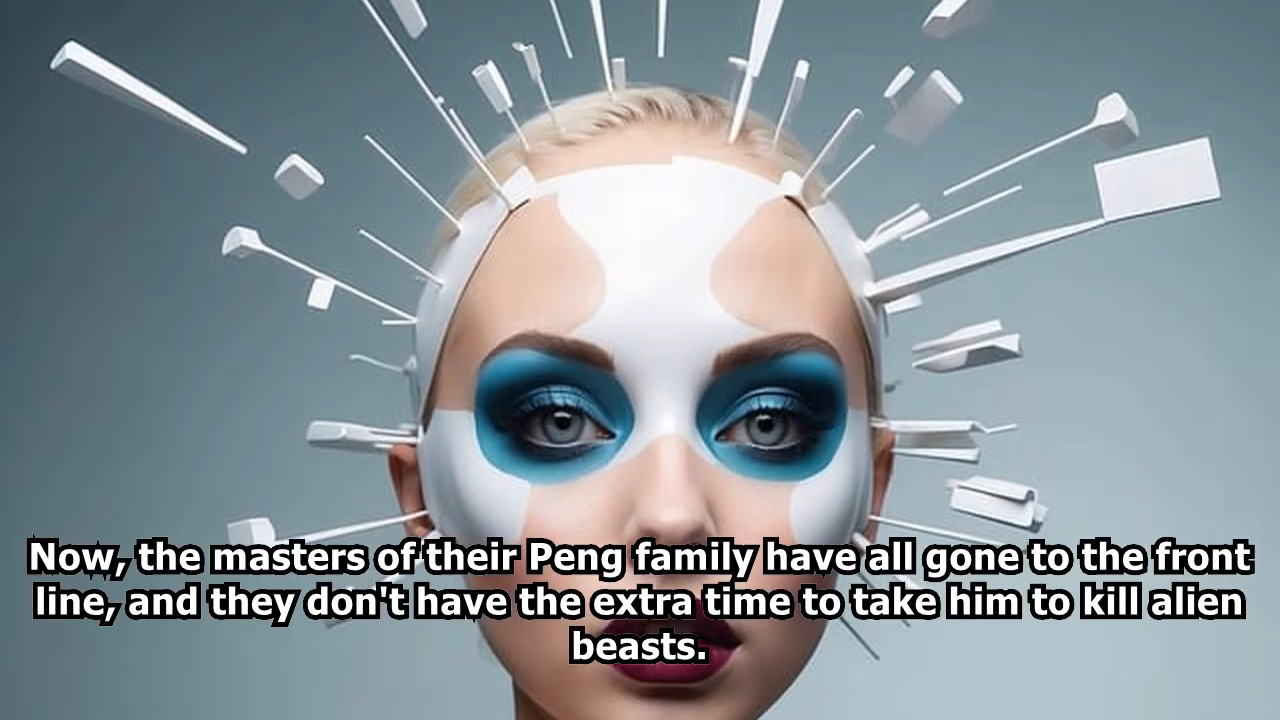 Now, the masters of their Peng family have all gone to the front
line, and they don't have the extra time to take him to kill alien
beasts.